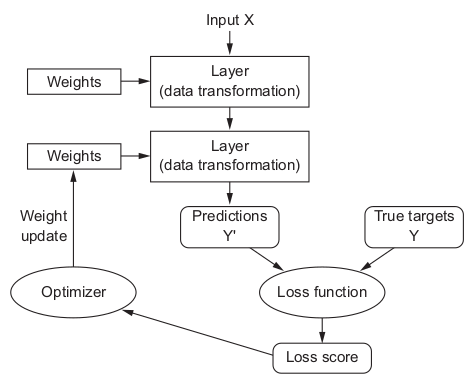 Input X
Layer
(data transformation)
Weights
Layer
(data transformation)
Weights
Weight
update
Predictions
Y'
True targets
Y
Optimizer
Loss function
Loss score